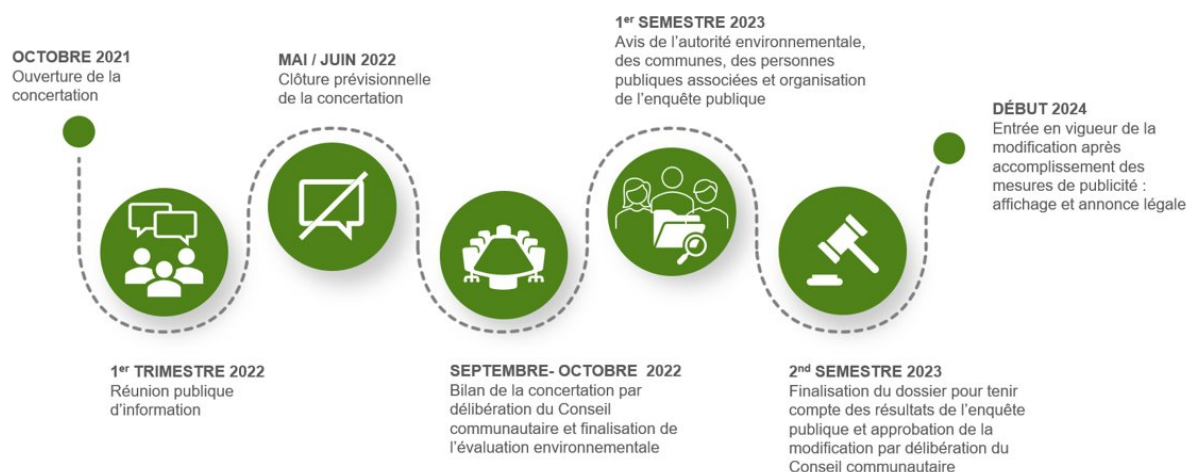 OCTOBRE 2021
Ouverture de la
concertation
1er TRIMESTRE 2022
Réunion publique
d'information
MAI / JUIN 2022
Clôture prévisionnelle
de la concertation
SEPTEMBRE- OCTOBRE 2022
Bilan de la concertation par
délibération du Conseil
communautaire et finalisation de
l'évaluation environnementale
1er SEMESTRE 2023
Avis de l'autorité environnementale,
des communes, des personnes
publiques associées et organisation
de l'enquête publique
2nd SEMESTRE 2023
Finalisation du dossier pour tenir
compte des résultats de l'enquête
publique et approbation de la
modification par délibération du
Conseil communautaire
DÉBUT 2024
Entrée en vigueur de la
modification après
accomplissement des
mesures de publicité :
affichage et annonce légale